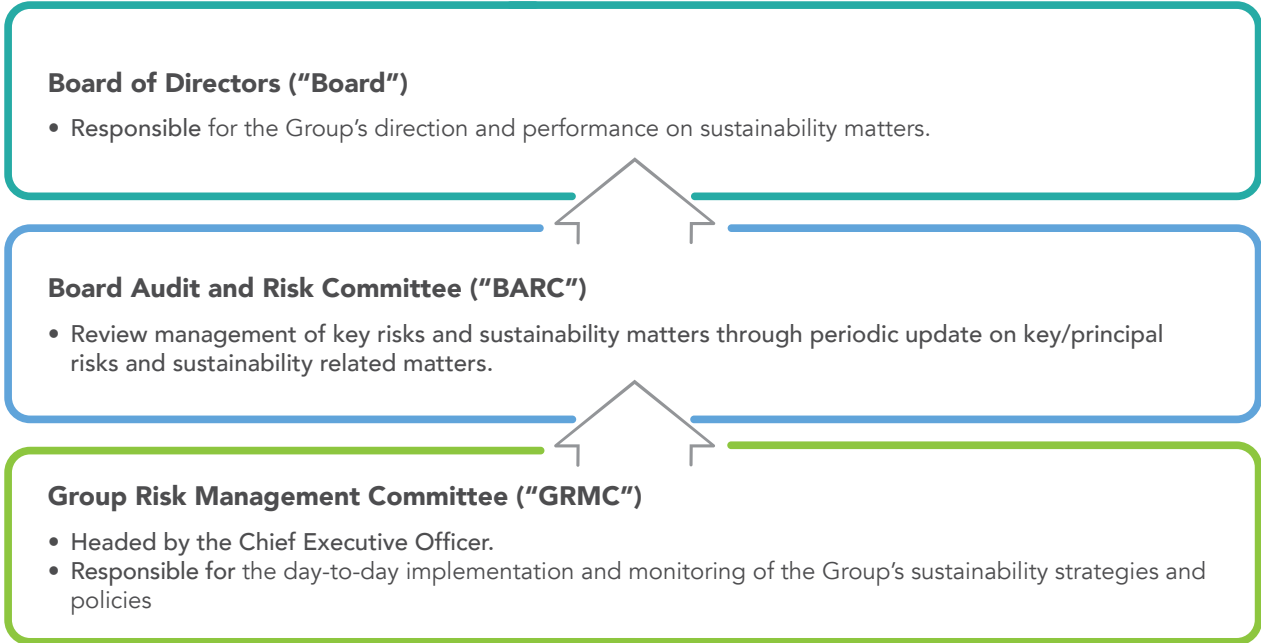 Board of Directors (“Board”)
• Responsible for the Group’s direction and performance on sustainability matters.
Board Audit and Risk Committee (“BARC”)
• Review management of key risks and sustainability matters through periodic update on key/principal
risks and sustainability related matters.
Group Risk Management Committee (“GRMC”)
• Headed by the Chief Executive Officer.
• Responsible for the day-to-day implementation and monitoring of the Group’s sustainability strategies and
policies